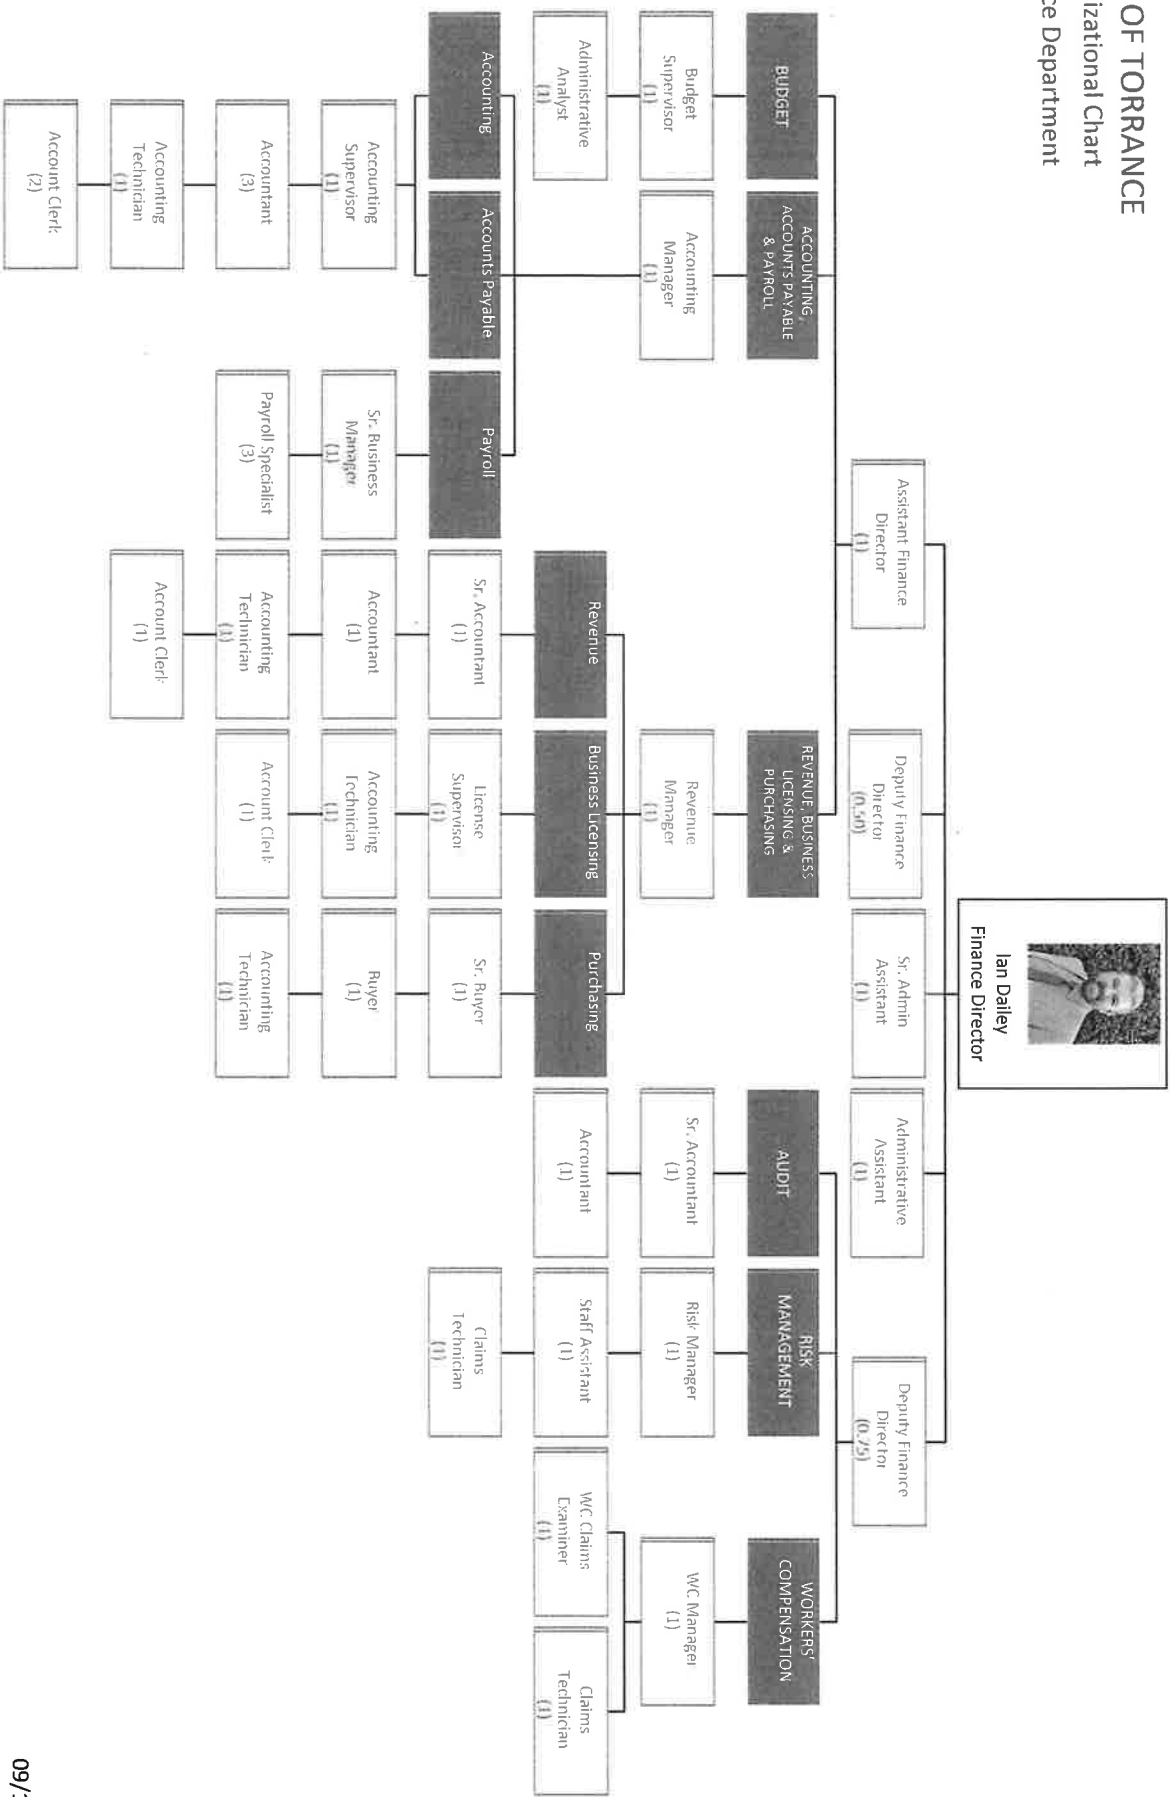 OF TORRANCE
izational Chart
ce Department
Ian Dailey
Finance Director
Assistant Finance
Director
(1)
Deputy Finance
Director
(0.50)
Sr. Admin
Assistant
(1)
Administrative
Assistant
(1)
Deputy Finance
Director
(0.75)
BUDGET
ACCOUNTING,
ACCOUNTS PAYABLE
& PAYROLL
REVENUE, BUSINESS
LICENSING &
PURCHASING
AUDIT
RISK
MANAGEMENT
WORKERS'
COMPENSATION
Budget
Supervisor
(1)
Accounting
Manager
(1)
Revenue
Manager
(1)
Sr. Accountant
(1)
Risk Manager
(1)
WC Manager
(1)
Administrative
Analyst
(1)
Revenue
Business Licensing
Purchasing
Accountant
(1)
Staff Assistant
(1)
WC Claims
Examiner
(1)
Claims
Technician
(1)
Accounting
Accounts Payable
Payroll
Sr. Accountant
(1)
License
Supervisor
(1)
Sr. Buyer
(1)
Claims
Technician
(1)
Accounting
Supervisor
(1)
Sr. Business
Manager
(1)
Accountant
(1)
Accounting
Technician
(1)
Buyer
(1)
Accountant
(3)
Payroll Specialist
(3)
Accounting
Technician
(1)
Account Clerk
(1)
Accounting
Technician
(1)
Accounting
Technician
(1)
Account Clerk
(1)
Account Clerk
(2)
09/